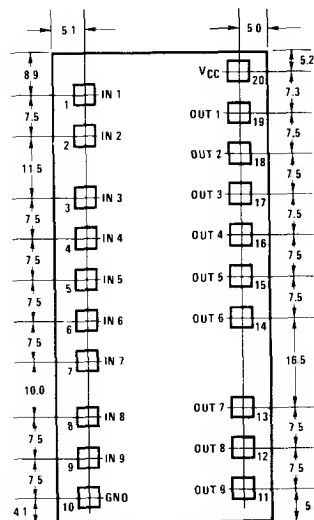 5.1
5.0
8.9
5.2
VCC
20
7.3
1
IN 1
OUT 1
19
7.5
7.5
2
IN 2
OUT 2
18
11.5
7.5
3
IN 3
OUT 3
17
7.5
7.5
4
IN 4
OUT 4
16
7.5
7.5
5
IN 5
OUT 5
15
7.5
7.5
6
IN 6
OUT 6
14
7.5
7
IN 7
16.5
10.0
8
IN 8
OUT 7
13
7.5
7.5
9
IN 9
OUT 8
12
7.5
7.5
10
GND
OUT 9
11
4.1
5